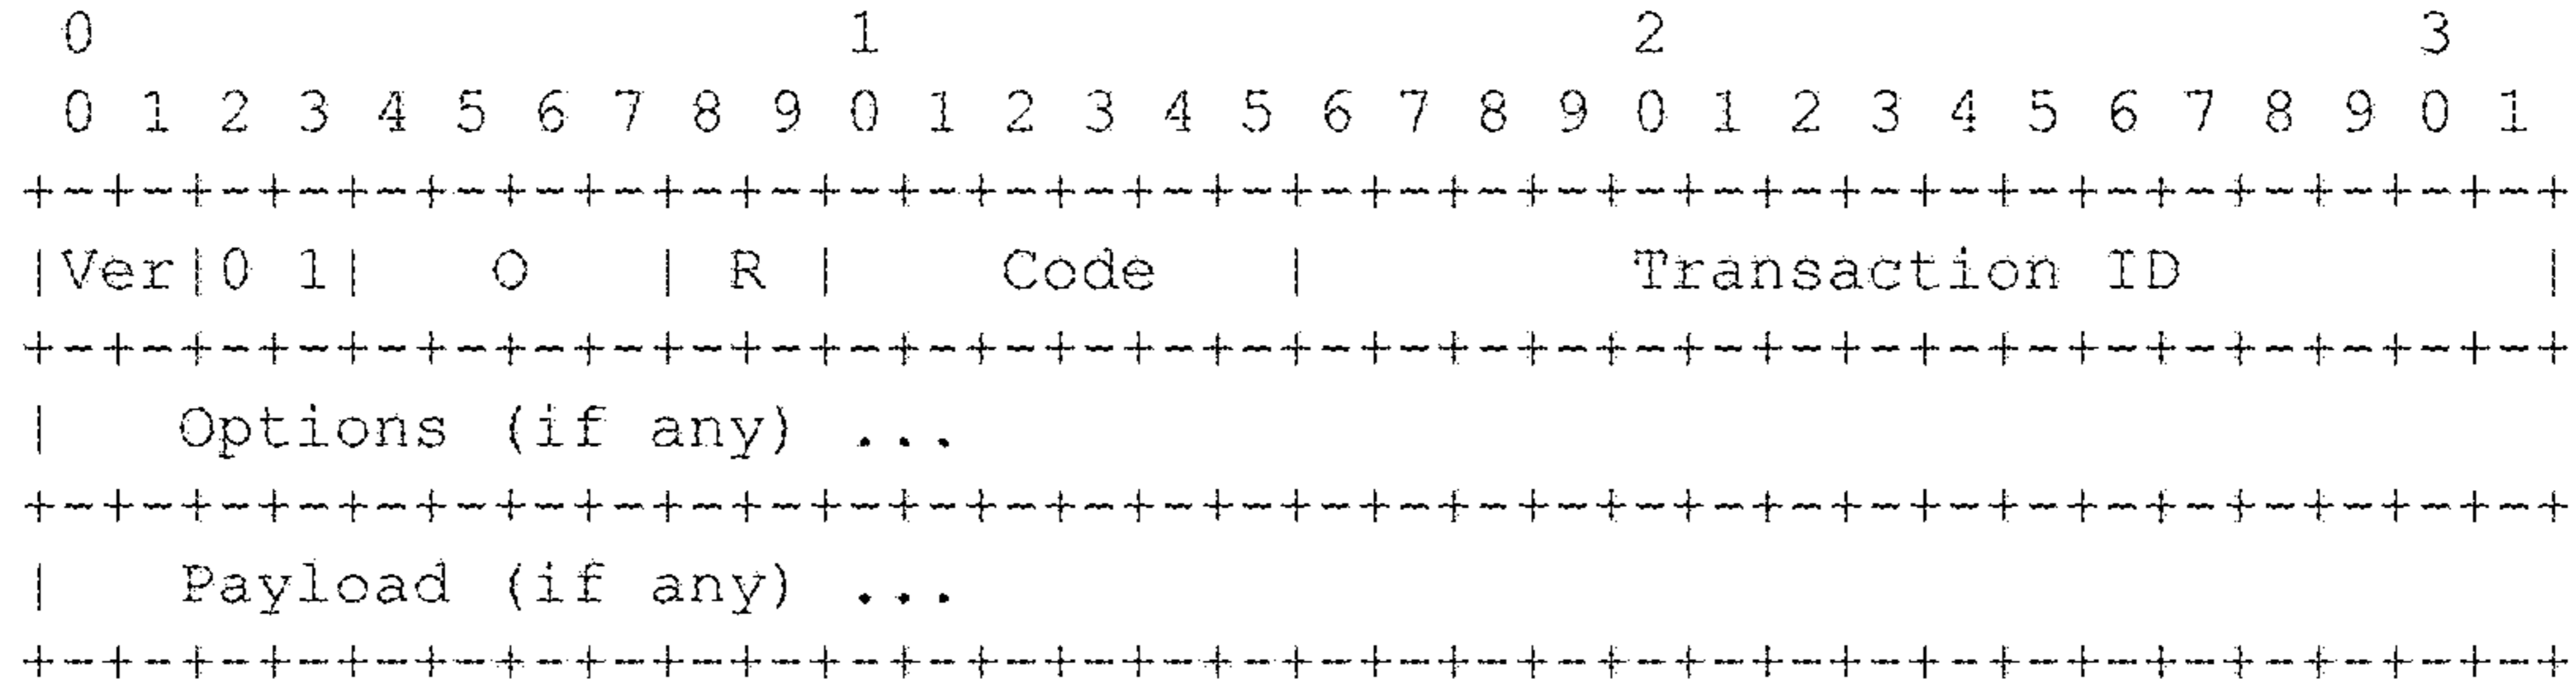 0                   1                   2                   3
 0 1 2 3 4 5 6 7 8 9 0 1 2 3 4 5 6 7 8 9 0 1 2 3 4 5 6 7 8 9 0 1
+-+-+-+-+-+-+-+-+-+-+-+-+-+-+-+-+-+-+-+-+-+-+-+-+-+-+-+-+-+-+-+-+
|Ver|0 1|   O   | R |    Code   |        Transaction ID         |
+-+-+-+-+-+-+-+-+-+-+-+-+-+-+-+-+-+-+-+-+-+-+-+-+-+-+-+-+-+-+-+-+
|   Options (if any) ...
+-+-+-+-+-+-+-+-+-+-+-+-+-+-+-+-+-+-+-+-+-+-+-+-+-+-+-+-+-+-+-+-+
|   Payload (if any) ...
+-+-+-+-+-+-+-+-+-+-+-+-+-+-+-+-+-+-+-+-+-+-+-+-+-+-+-+-+-+-+-+-+